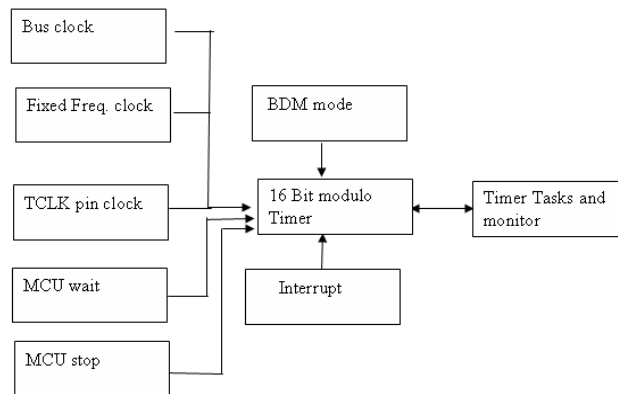 Bus clock
Fixed Freq. clock
BDM mode
TCLK pin clock
16 Bit modulo
Timer
Timer Tasks and
monitor
MCU wait
Interrupt
MCU stop